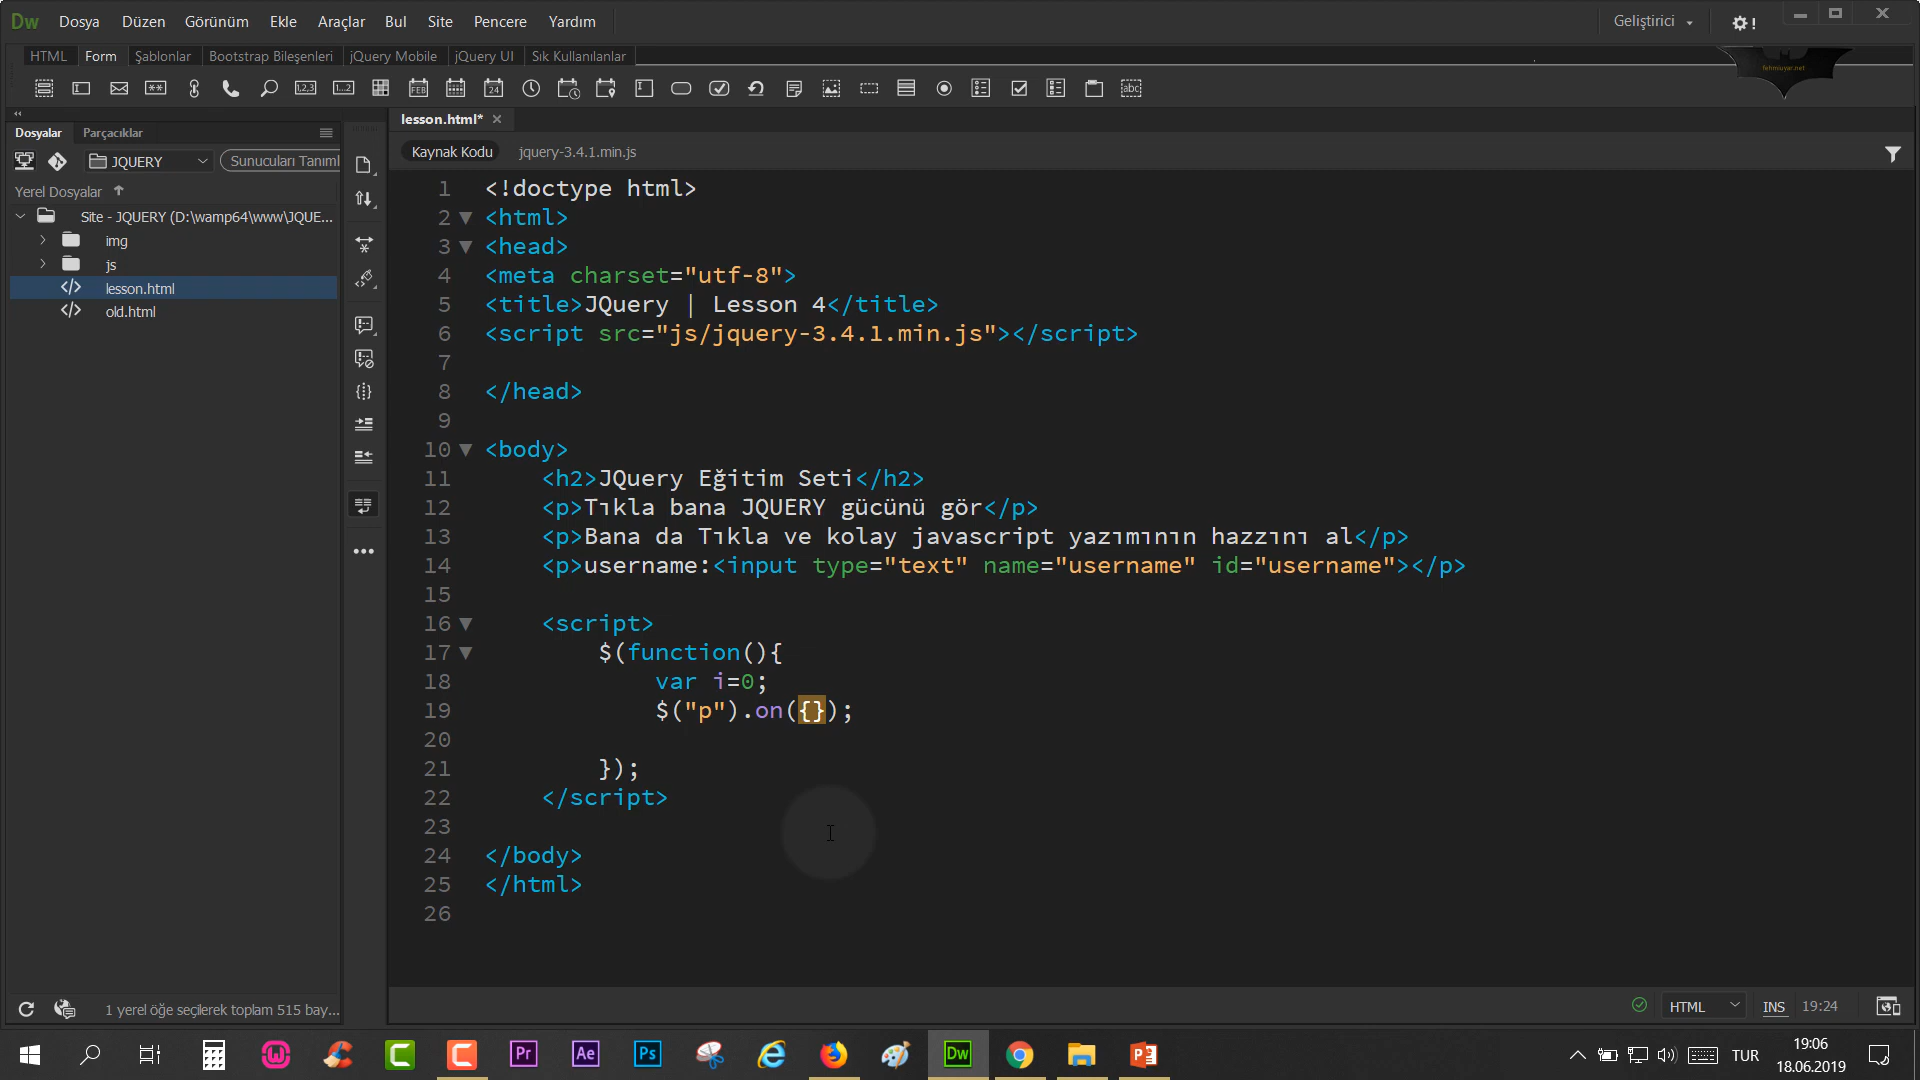 Dw Dosya Düzen Görünüm Ekle Araçlar Bul Site Pencere Yardım Geliştirici
HTML Form Şablonlar Bootstrap Bileşenleri jQuery Mobile jQuery UI Sık Kullanılanlar
fehmiuyar.net
Dosyalar Parçacıklar
lesson.html*
JQUERY Sunucuları Tanıml
Kaynak Kodu jquery-3.4.1.min.js
Yerel Dosyalar
Site - JQUERY (D:\wamp64\www\JQUE...
img
js
lesson.html
old.html
1 <!doctype html>
2 <html>
3 <head>
4 <meta charset="utf-8">
5 <title>JQuery | Lesson 4</title>
6 <script src="js/jquery-3.4.1.min.js"></script>
7
8 </head>
9
10 <body>
11 <h2>JQuery Eğitim Seti</h2>
12 <p>Tıkla bana JQUERY gücünü gör</p>
13 <p>Bana da Tıkla ve kolay javascript yazımının hazzını al</p>
14 <p>username:<input type="text" name="username" id="username"></p>
15
16 <script>
17 $(function(){
18 var i=0;
19 $("p").on({});
20
21 });
22 </script>
23
24 </body>
25 </html>
26
1 yerel öğe seçilerek toplam 515 bay...
HTML INS 19:24
Pr Ae Ps Dw
TUR
19:06
18.06.2019